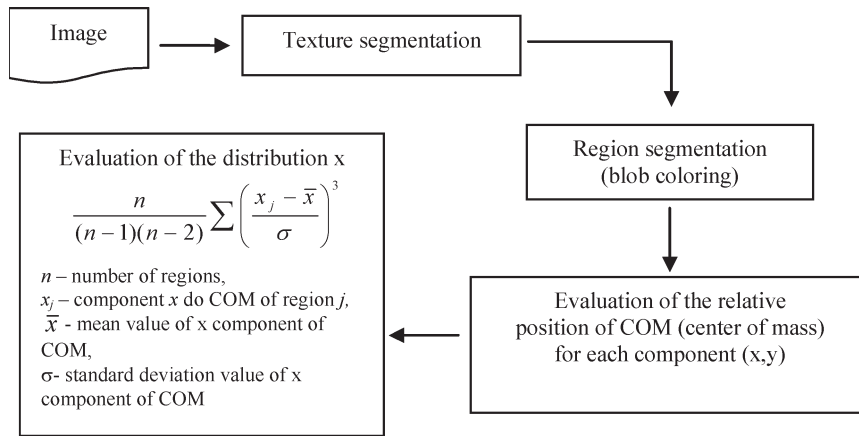 Image
Texture segmentation
Region segmentation
(blob coloring)
Evaluation of the relative
position of COM (center of mass)
for each component (x,y)
Evaluation of the distribution x
n / (n − 1)(n − 2) ∑ ( (x_j − x̄) / σ )^3
n – number of regions,
x_j – component x do COM of region j,
x̄ - mean value of x component of
COM,
σ- standard deviation value of x
component of COM